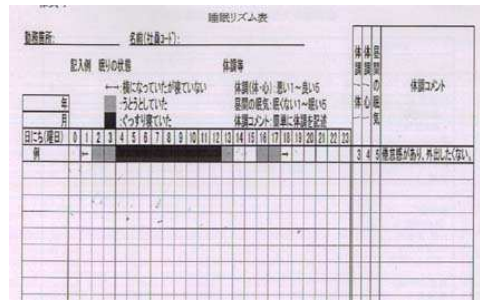 睡眠リズム表
勤務箇所: 名前(社員コード):
記入例 眠りの状態 体調等
←→:横になっていたが寝ていない 体調(体・心):悪い1～良い5
:うとうとしていた 昼間の眠気:眠くない1～眠い5
:ぐっすり寝ていた 体調コメント:簡単に体調を記述
年
月
体調(体)
体調(心)
昼間の眠気
体調コメント
日にち(曜日) 0 1 2 3 4 5 6 7 8 9 10 11 12 13 14 15 16 17 18 19 20 21 22 23
例 3 4 5 倦怠感があり、外出したくない。